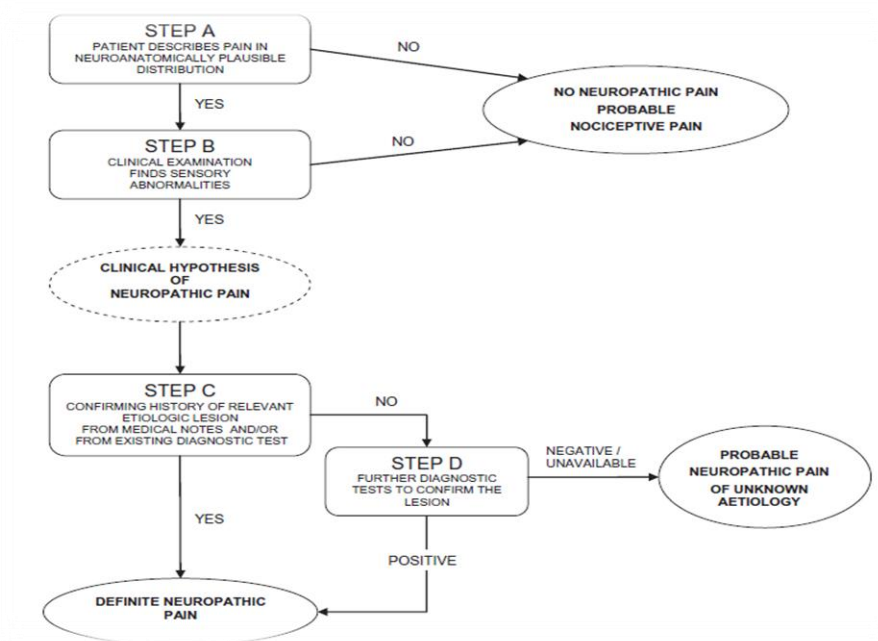 STEP A
PATIENT DESCRIBES PAIN IN
NEUROANATOMICALLY PLAUSIBLE
DISTRIBUTION
NO
NO NEUROPATHIC PAIN
PROBABLE
NOCICEPTIVE PAIN
YES
STEP B
CLINICAL EXAMINATION
FINDS SENSORY
ABNORMALITIES
NO
YES
CLINICAL HYPOTHESIS
OF
NEUROPATHIC PAIN
STEP C
CONFIRMING HISTORY OF RELEVANT
ETIOLOGIC LESION
FROM MEDICAL NOTES AND/OR
FROM EXISTING DIAGNOSTIC TEST
NO
STEP D
FURTHER DIAGNOSTIC
TESTS TO CONFIRM THE
LESION
NEGATIVE /
UNAVAILABLE
PROBABLE
NEUROPATHIC PAIN
OF UNKNOWN
AETIOLOGY
YES
POSITIVE
DEFINITE NEUROPATHIC
PAIN